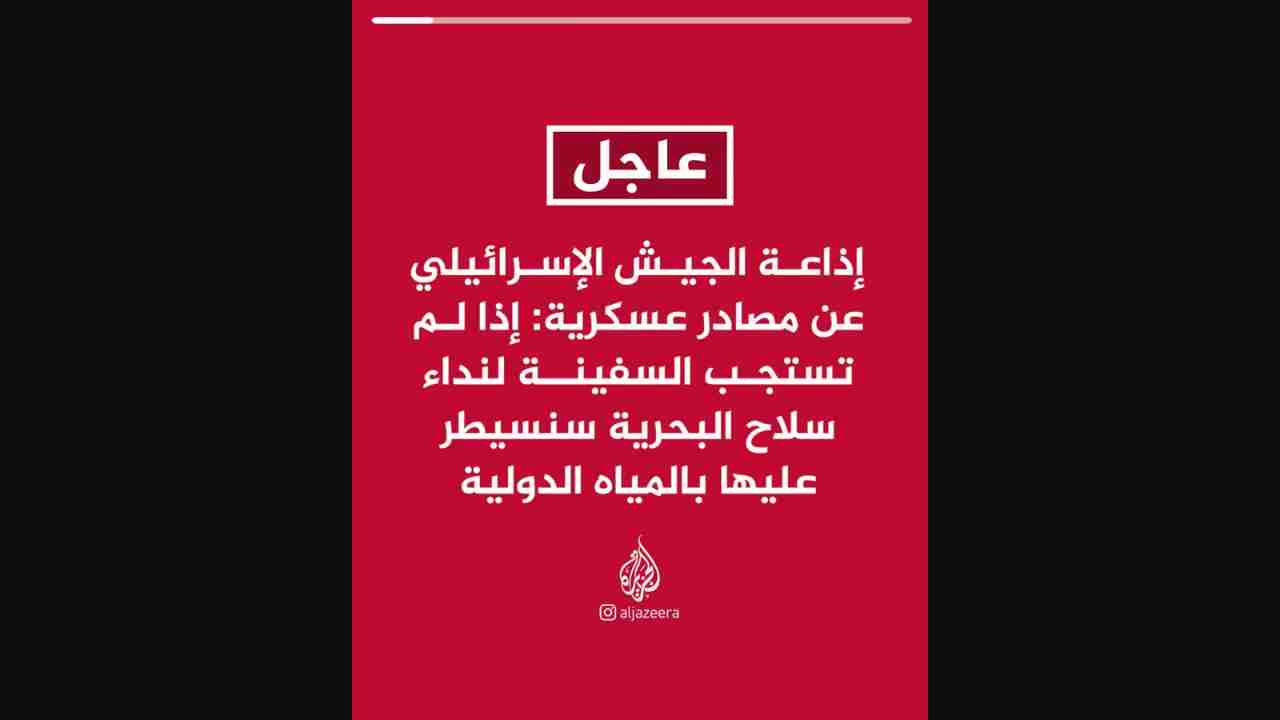 عاجل
إذاعة الجيش الإسرائيلي
عن مصادر عسكرية: إذا لم
تستجب السفينة لنداء
سلاح البحرية سنسيطر
عليها بالمياه الدولية
الجزيرة
aljazeera